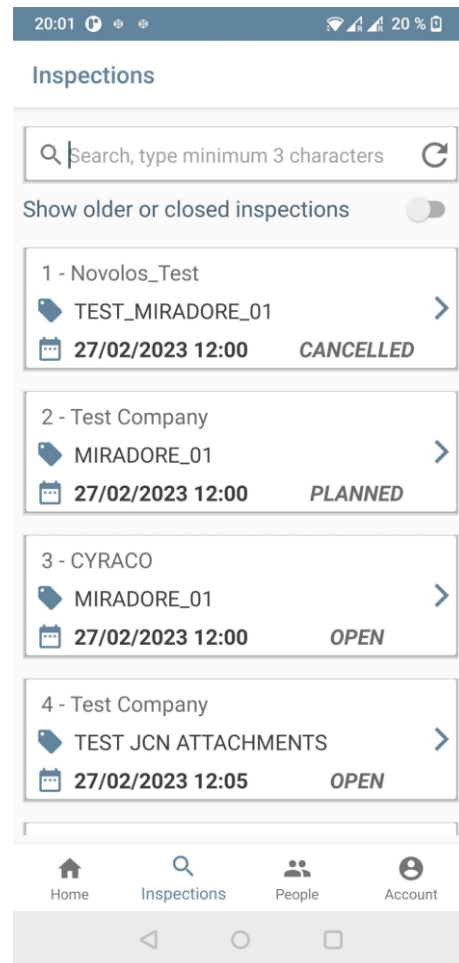 20:01 20 %
Inspections
Search, type minimum 3 characters
Show older or closed inspections
1 - Novolos_Test
TEST_MIRADORE_01
27/02/2023 12:00 CANCELLED
2 - Test Company
MIRADORE_01
27/02/2023 12:00 PLANNED
3 - CYRACO
MIRADORE_01
27/02/2023 12:00 OPEN
4 - Test Company
TEST JCN ATTACHMENTS
27/02/2023 12:05 OPEN
Home Inspections People Account